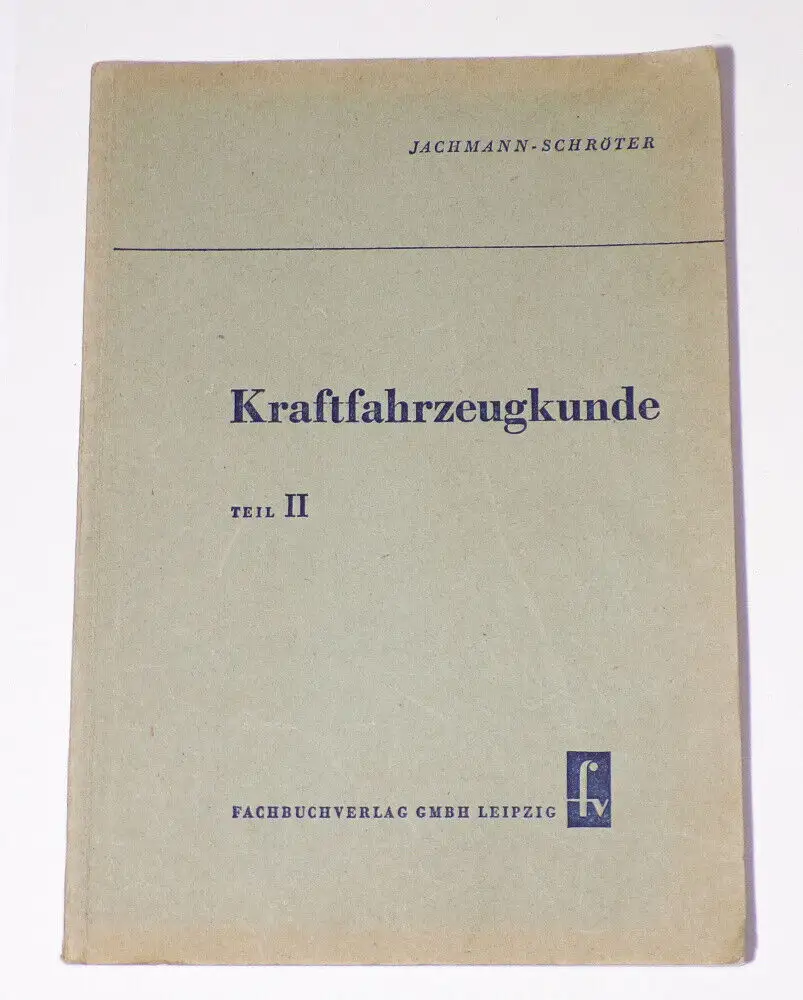 JACHMANN-SCHRÖTER
Kraftfahrzeugkunde
TEIL II
FACHBUCHVERLAG GMBH LEIPZIG
fv